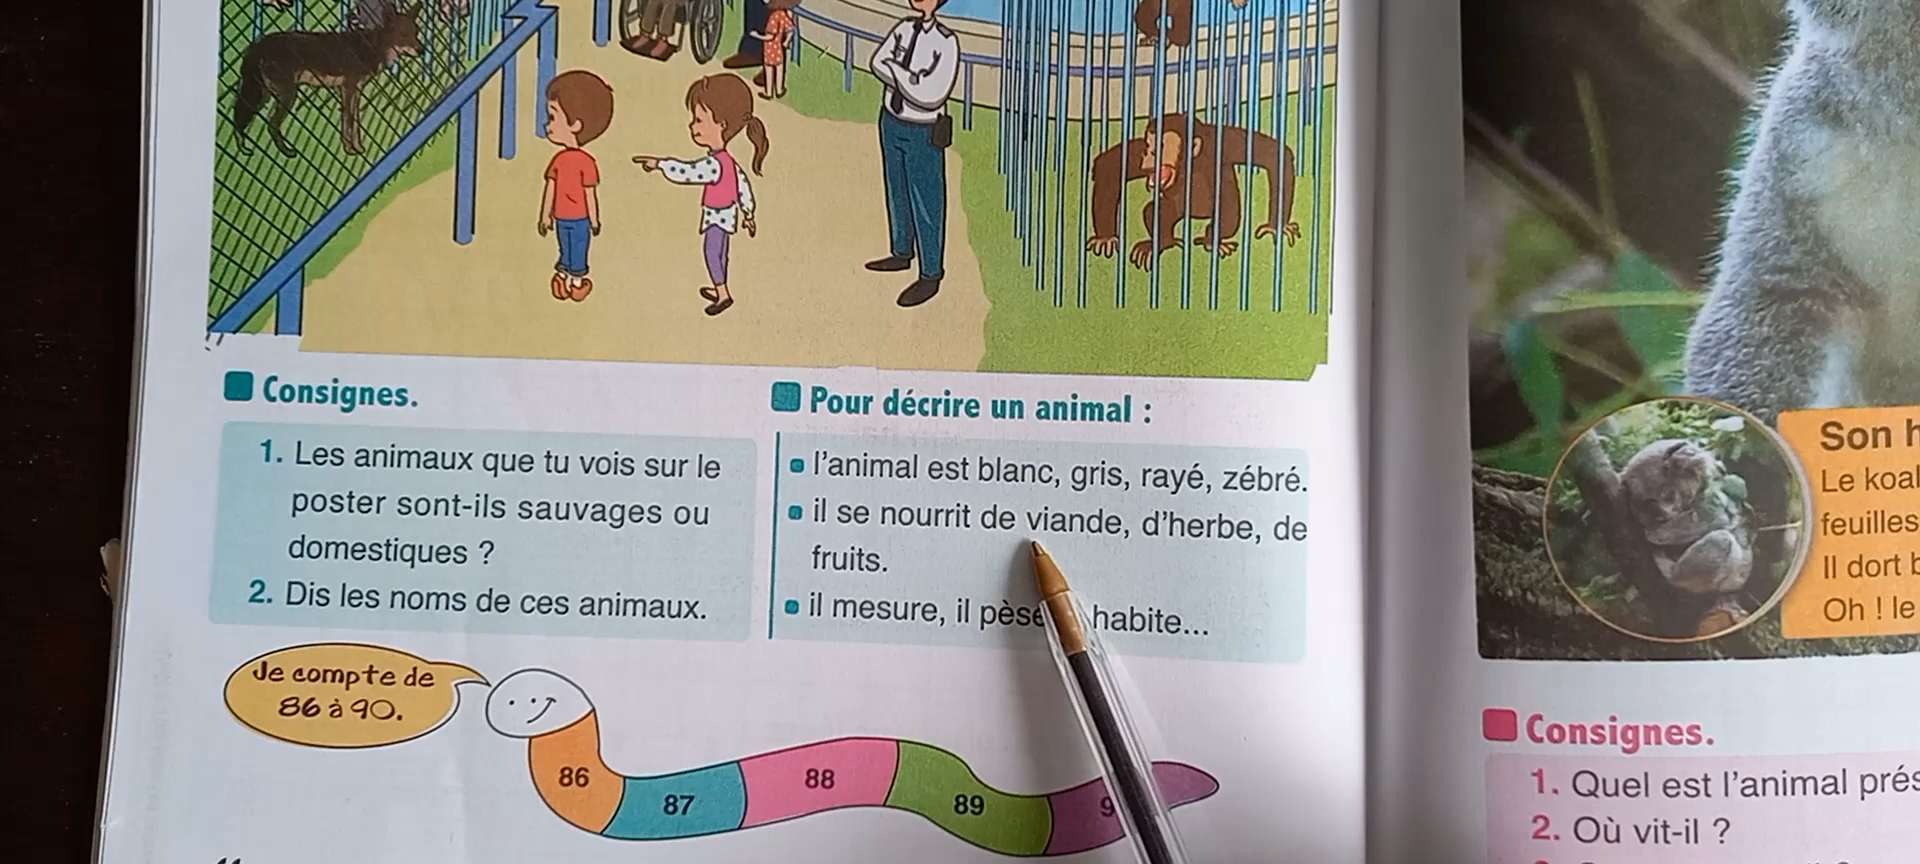 Consignes.
1. Les animaux que tu vois sur le
poster sont-ils sauvages ou
domestiques ?
2. Dis les noms de ces animaux.
Pour décrire un animal :
l'animal est blanc, gris, rayé, zébré.
il se nourrit de viande, d'herbe, de
fruits.
il mesure, il pèse habite...
Je compte de
86 à 90.
86
87
88
89
Son
Le
feuilles
Il dort
Oh ! le
Consignes.
1. Quel est l'animal
2. Où vit-il ?